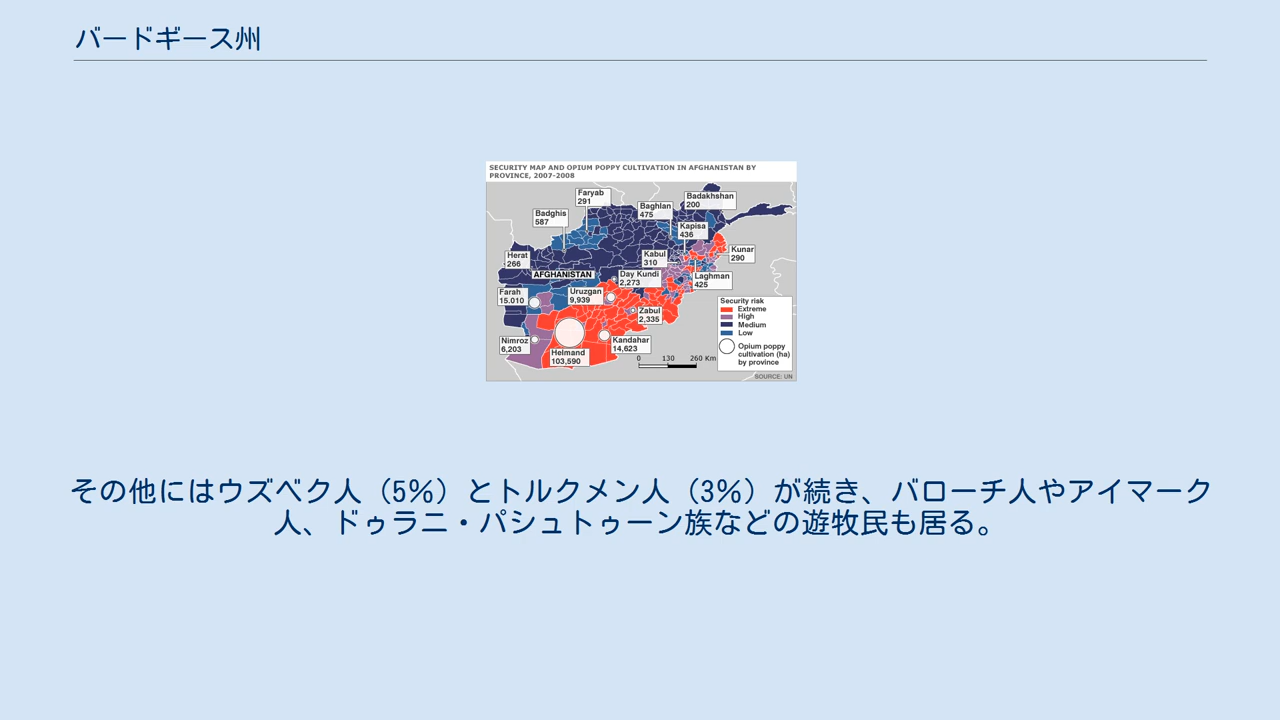 バードギース州
SECURITY MAP AND OPIUM POPPY CULTIVATION IN AFGHANISTAN BY
PROVINCE, 2007-2008
Faryab
291
Badakhshan
200
Baghlan
475
Badghis
587
Kapisa
436
Kunar
290
Herat
266
Kabul
310
AFGHANISTAN
Day Kundi
2,273
Laghman
425
Farah
15.010
Uruzgan
9,939
Zabul
2,335
Nimroz
6,203
Helmand
103,590
Kandahar
14,623
0 130 260 Km
Security risk
Extreme
High
Medium
Low
Opium poppy
cultivation (ha)
by province
SOURCE: UN
その他にはウズベク人（5%）とトルクメン人（3%）が続き、バローチ人やアイマーク
人、ドゥラニ・パシュトゥーン族などの遊牧民も居る。